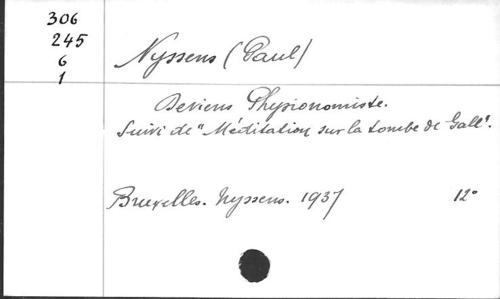 306
245
6
1
Nyssens (Paul)
Deviens Physionomiste.
Suivi de "Méditation sur la tombe de Gall".
Bruxelles. Nyssens. 1937 12°